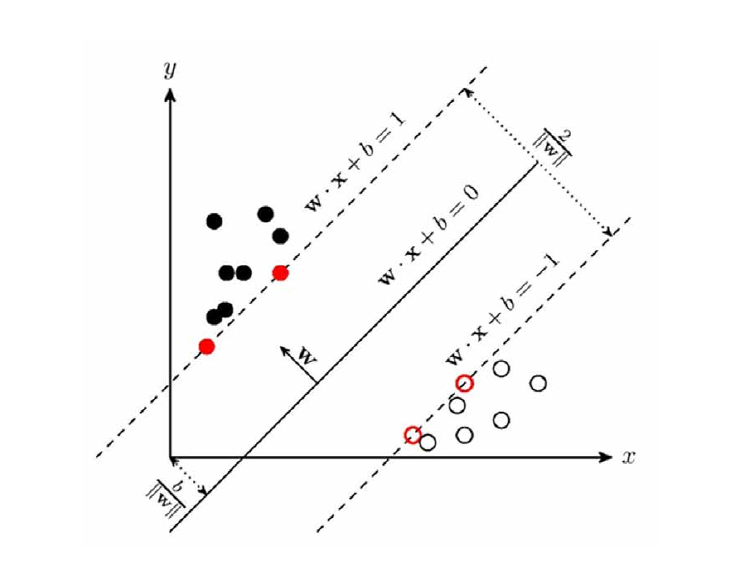 y
w · x + b = 1
2
‖w‖
w · x + b = 0
w · x + b = −1
w
x
b
‖w‖